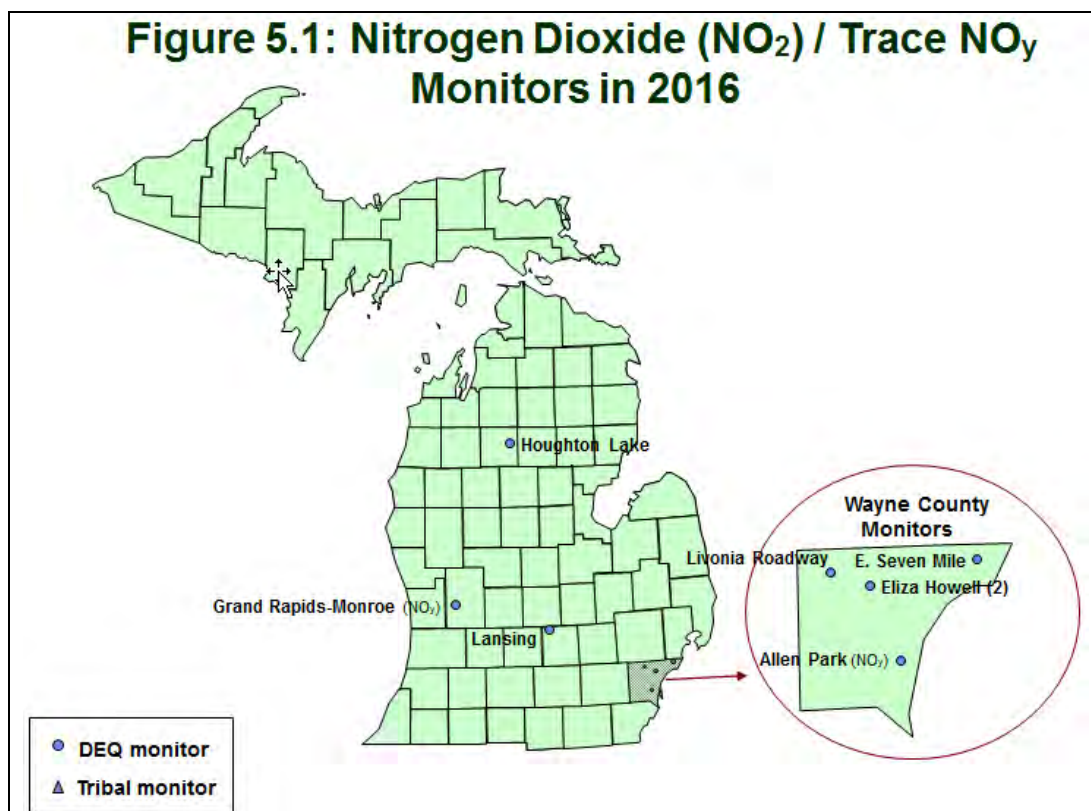 Figure 5.1: Nitrogen Dioxide (NO₂) / Trace NOy
Monitors in 2016
Houghton Lake
Wayne County
Monitors
Livonia Roadway
E. Seven Mile
Eliza Howell (2)
Grand Rapids-Monroe (NOy)
Lansing
Allen Park (NOy)
DEQ monitor
Tribal monitor